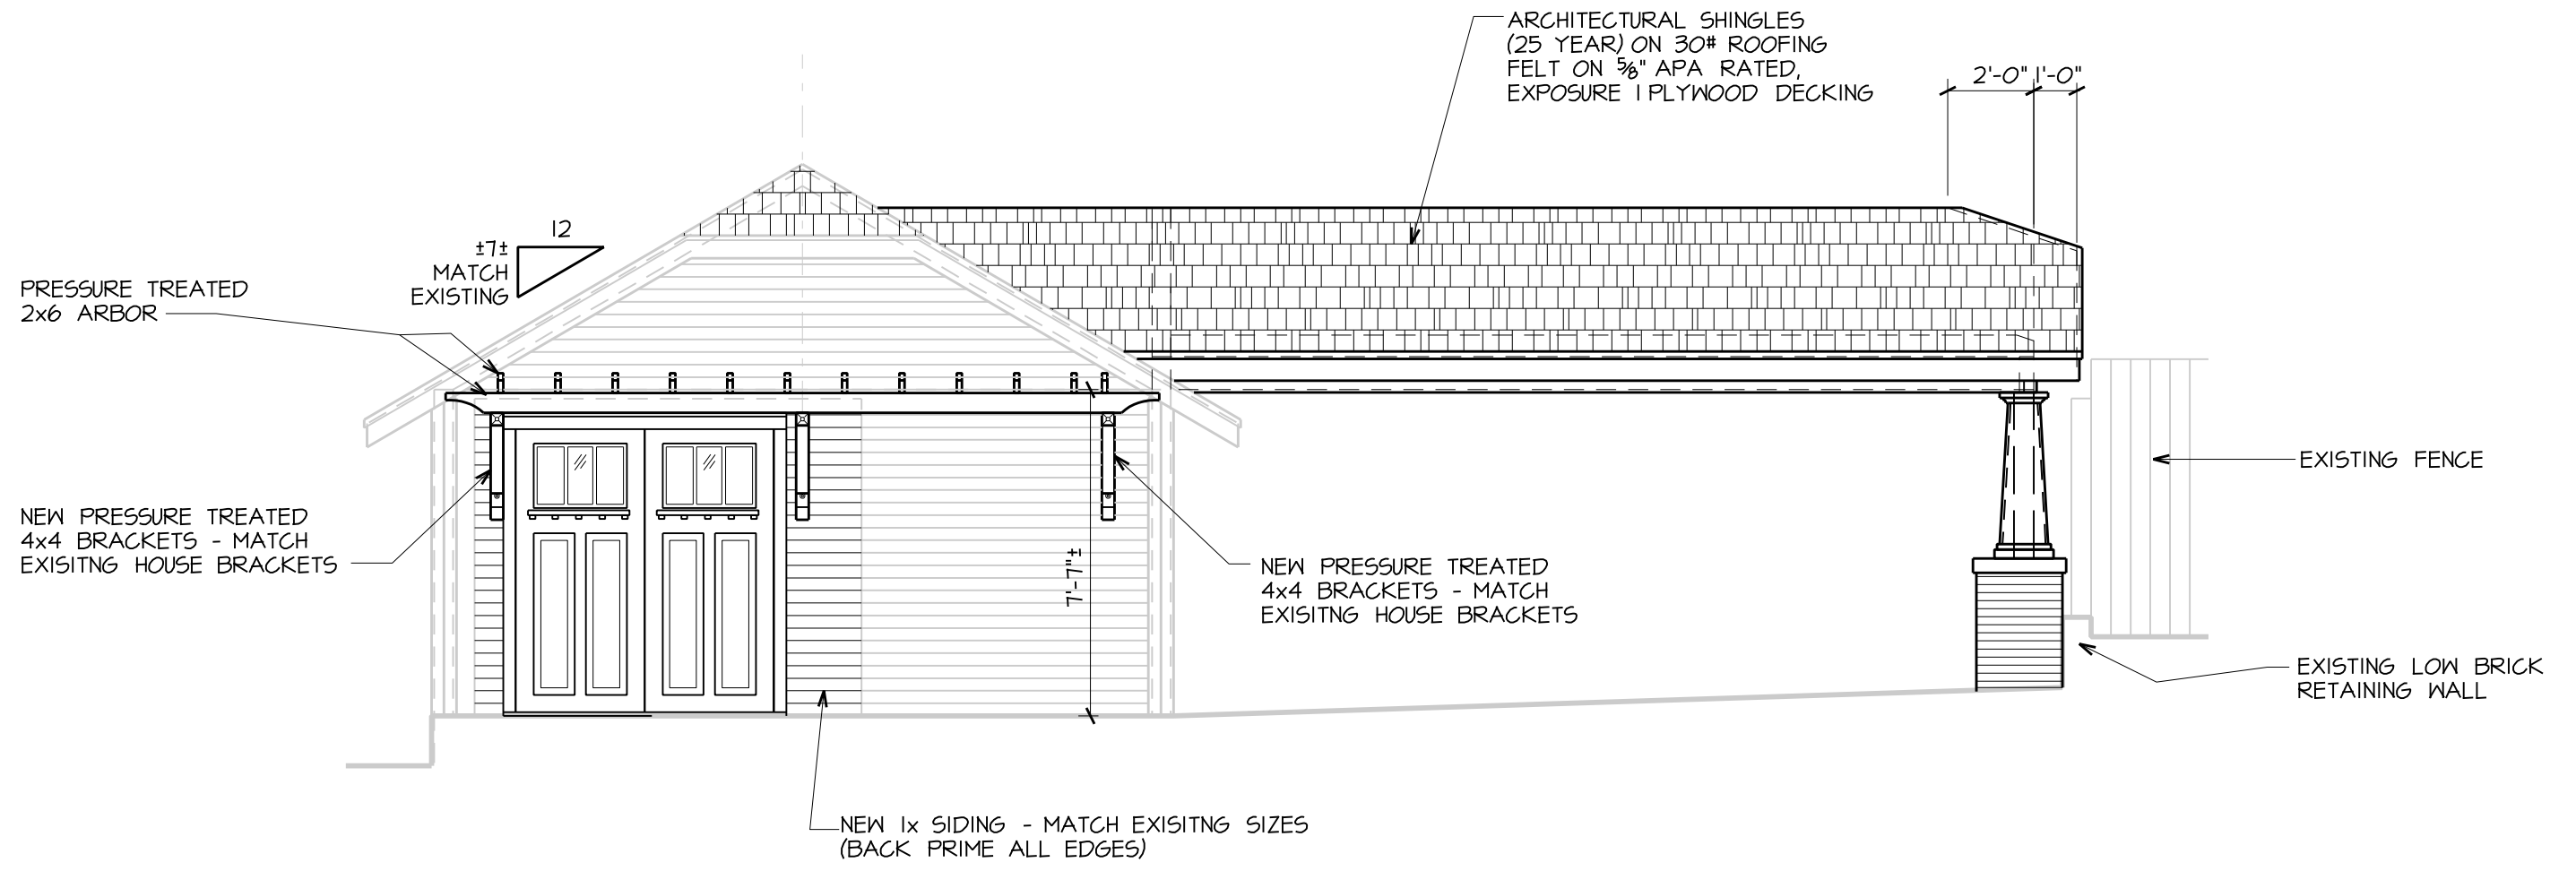 ARCHITECTURAL SHINGLES
(25 YEAR) ON 30# ROOFING
FELT ON 5/8" APA RATED,
EXPOSURE 1 PLYWOOD DECKING
2'-0" 1'-0"
12
±7±
MATCH
EXISTING
PRESSURE TREATED
2x6 ARBOR
NEW PRESSURE TREATED
4x4 BRACKETS - MATCH
EXISITNG HOUSE BRACKETS
7'-7"±
NEW PRESSURE TREATED
4x4 BRACKETS - MATCH
EXISITNG HOUSE BRACKETS
EXISTING FENCE
EXISTING LOW BRICK
RETAINING WALL
NEW 1x SIDING - MATCH EXISITNG SIZES
(BACK PRIME ALL EDGES)